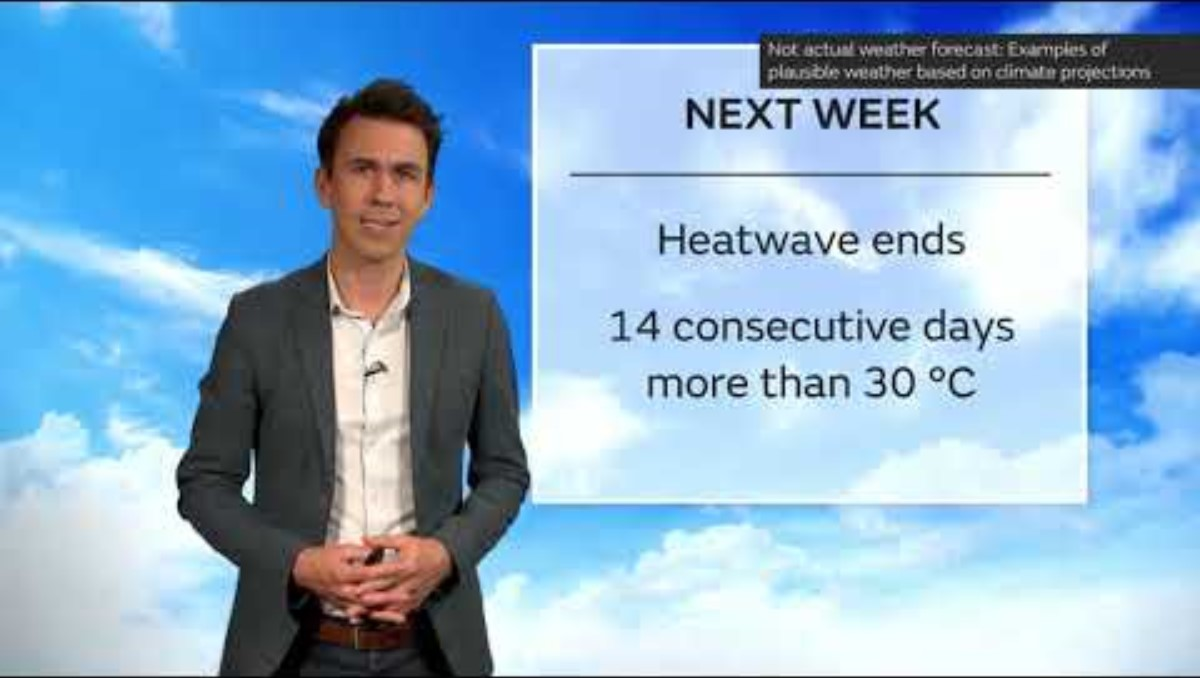 Not actual weather forecast: Examples of
plausible weather based on climate projections
NEXT WEEK
Heatwave ends
14 consecutive days
more than 30 °C